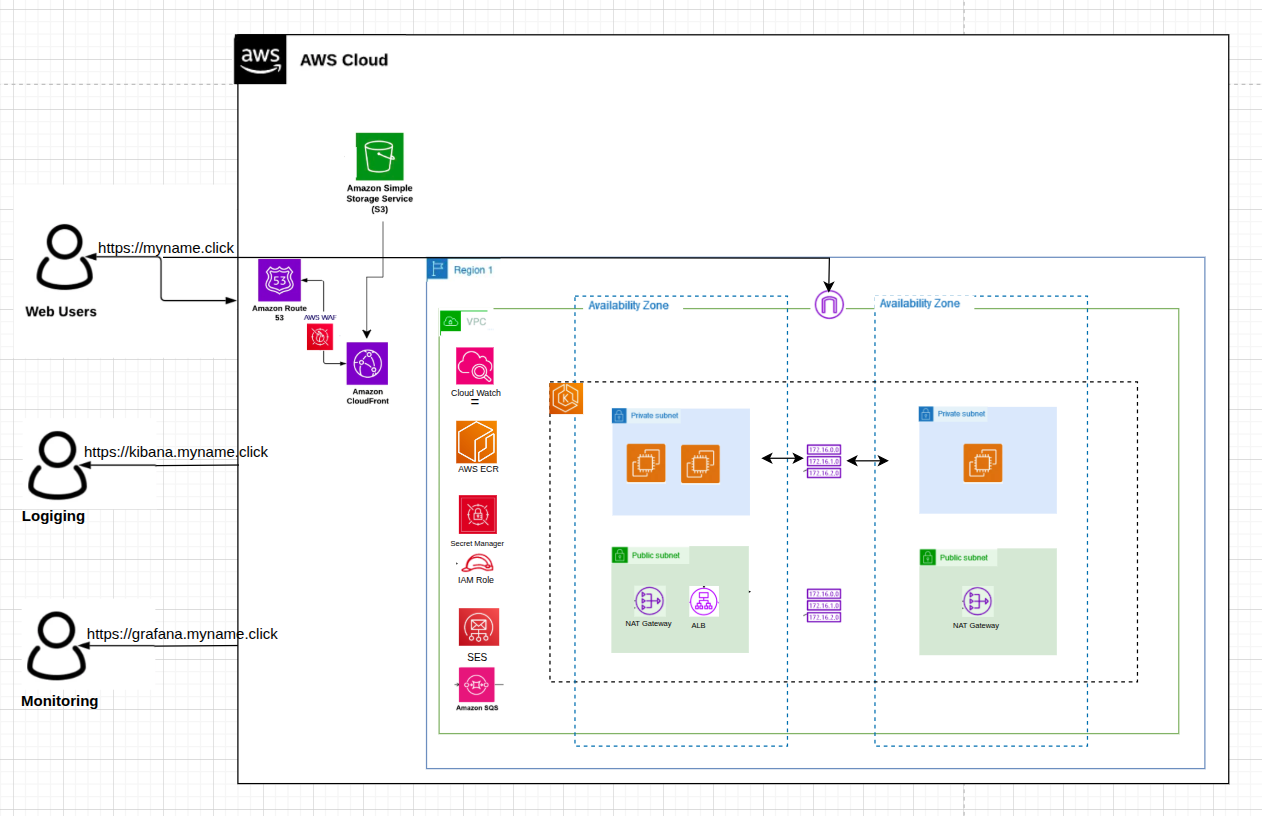 aws
AWS Cloud
Amazon Simple
Storage Service
(S3)
https://myname.click
Web Users
53
Amazon Route
53
AWS WAF
Amazon
CloudFront
Region 1
Availability Zone
Availability Zone
VPC
Cloud Watch
=
AWS ECR
Secret Manager
IAM Role
SES
Amazon SQS
K
Private subnet
Private subnet
172.16.0.0
172.16.1.0
172.16.2.0
Public subnet
Public subnet
NAT Gateway
ALB
172.16.0.0
172.16.1.0
172.16.2.0
NAT Gateway
https://kibana.myname.click
Logiging
https://grafana.myname.click
Monitoring